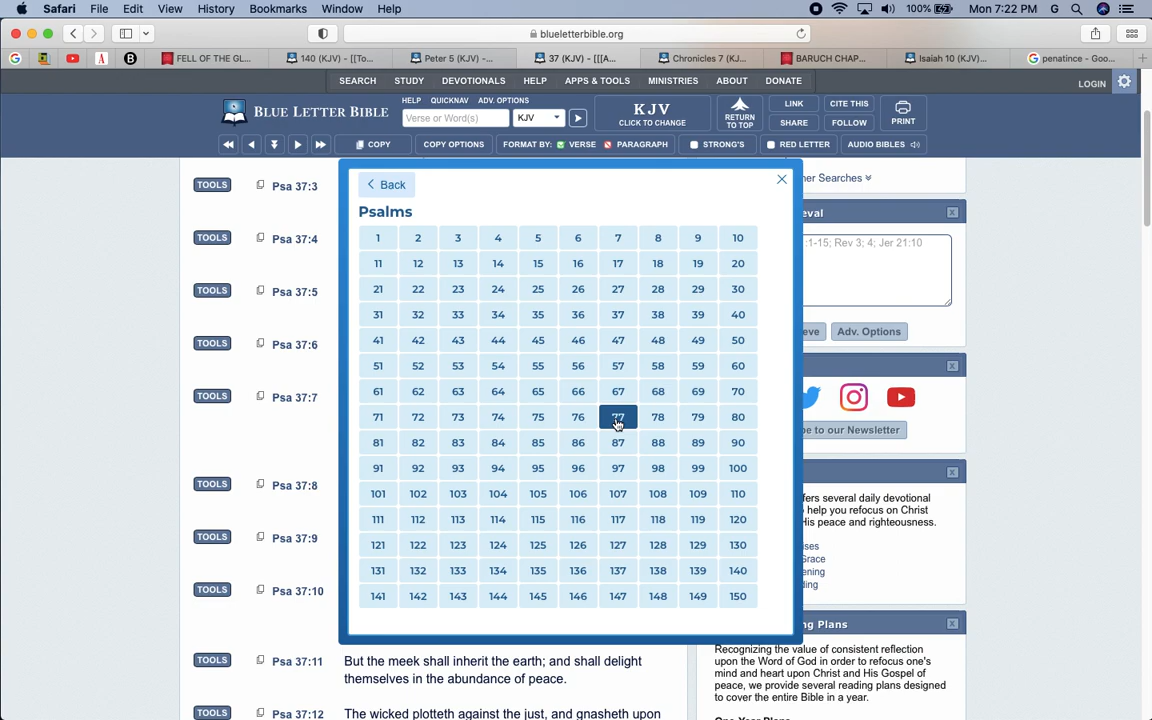 Safari File Edit View History Bookmarks Window Help 100% Mon 7:22 PM G
blueletterbible.org
FELL OF THE GL... 140 (KJV) - [[To... Peter 5 (KJV) -... 37 (KJV) - [[[A... Chronicles 7 (KJ... BARUCH CHAP... Isaiah 10 (KJV)... penatince - Goo...
SEARCH STUDY DEVOTIONALS HELP APPS & TOOLS MINISTRIES ABOUT DONATE LOGIN
BLUE LETTER BIBLE
HELP QUICKNAV ADV. OPTIONS
Verse or Word(s) KJV
KJV
CLICK TO CHANGE
RETURN
TO TOP
LINK CITE THIS
SHARE FOLLOW
PRINT
COPY COPY OPTIONS FORMAT BY: VERSE PARAGRAPH STRONG'S RED LETTER AUDIO BIBLES
TOOLS Psa 37:3
TOOLS Psa 37:4
TOOLS Psa 37:5
TOOLS Psa 37:6
TOOLS Psa 37:7
TOOLS Psa 37:8
TOOLS Psa 37:9
TOOLS Psa 37:10
TOOLS Psa 37:11 But the meek shall inherit the earth; and shall delight
themselves in the abundance of peace.
TOOLS Psa 37:12 The wicked plotteth against the just, and gnasheth upon
Back
Psalms
1 2 3 4 5 6 7 8 9 10
11 12 13 14 15 16 17 18 19 20
21 22 23 24 25 26 27 28 29 30
31 32 33 34 35 36 37 38 39 40
41 42 43 44 45 46 47 48 49 50
51 52 53 54 55 56 57 58 59 60
61 62 63 64 65 66 67 68 69 70
71 72 73 74 75 76 77 78 79 80
81 82 83 84 85 86 87 88 89 90
91 92 93 94 95 96 97 98 99 100
101 102 103 104 105 106 107 108 109 110
111 112 113 114 115 116 117 118 119 120
121 122 123 124 125 126 127 128 129 130
131 132 133 134 135 136 137 138 139 140
141 142 143 144 145 146 147 148 149 150
her Searches
eval
:1-15; Rev 3; 4; Jer 21:10
eve Adv. Options
be to our Newsletter
fers several daily devotional
help you refocus on Christ
His peace and righteousness.
ises
Grace
ening
ding
ng Plans
Recognizing the value of consistent reflection
upon the Word of God in order to refocus one's
mind and heart upon Christ and His Gospel of
peace, we provide several reading plans designed
to cover the entire Bible in a year.